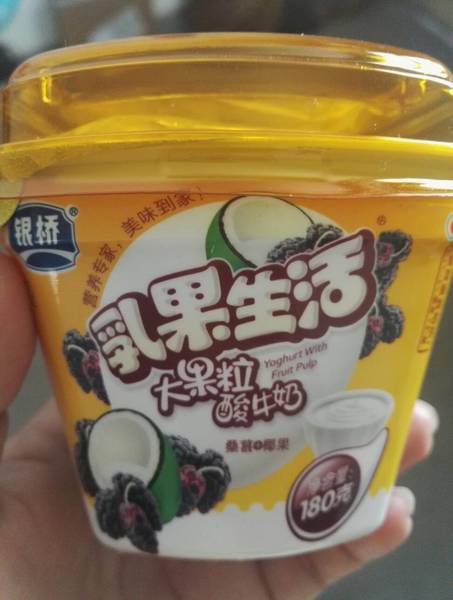 银桥
营养专家，美味到家！
乳果生活
大果粒
Yoghurt With
Fruit Pulp
酸牛奶
桑葚+椰果
净含量:
180克